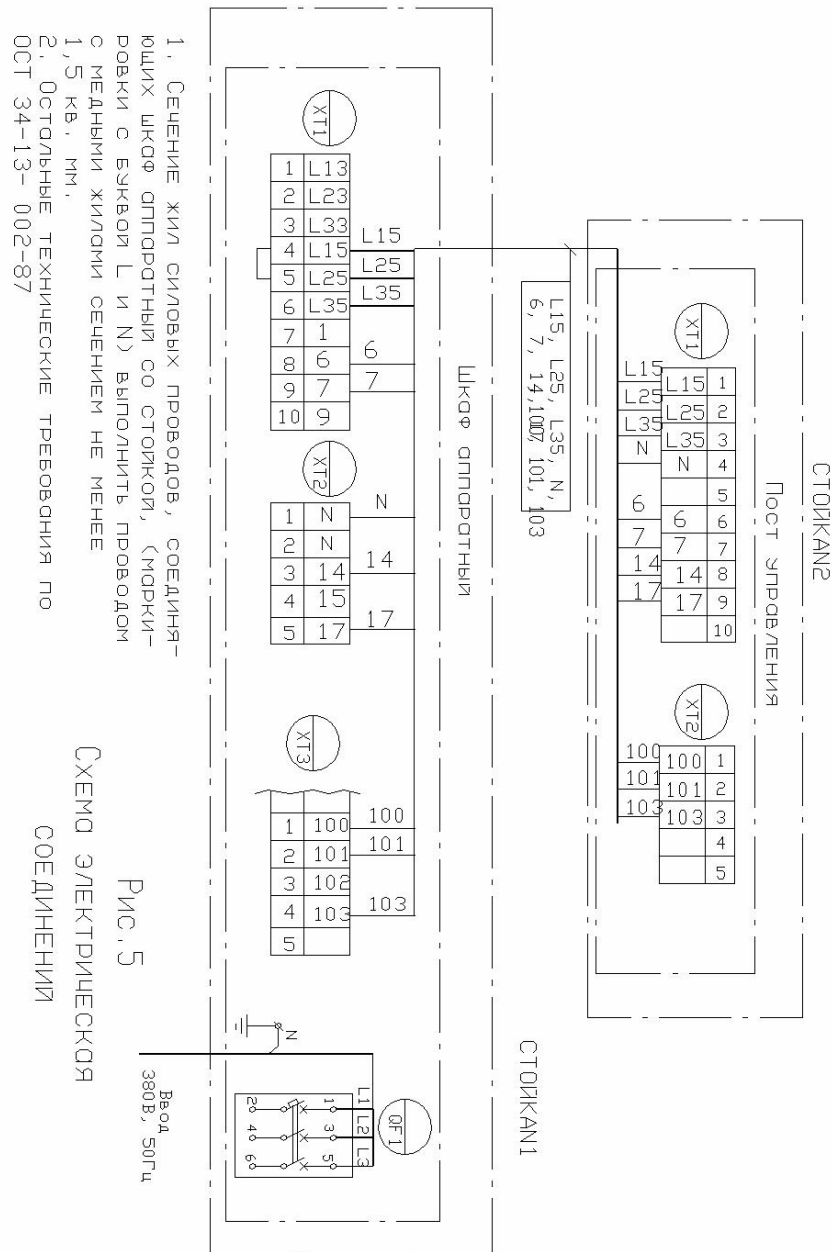 СТОЙКАN2
Пост управления
XT1
L15 L15 1
L25 L25 2
L35 L35 3
N N 4
5
6 6 6
7 7 7
14 14 8
17 17 9
10
XT2
100 100 1
101 101 2
103 103 3
4
5
L15, L25, L35, N,
6, 7, 14, 101, 103
СТОЙКАN1
Шкаф аппаратный
XT1
1 L13
2 L23
3 L33
4 L15 L15
5 L25 L25
6 L35 L35
7 1
8 6 6
9 7 7
10 9
XT2
1 N N
2 N
3 14 14
4 15
5 17 17
XT3
1 100 100
2 101 101
3 102
4 103 103
5
QF1
L1 L2 L3
1 3 5
2 4 6
N
Ввод
380В, 50Гц
1. Сечение жил силовых проводов, соединя-
ющих шкаф аппаратный со стойкой, (марки-
ровки с буквой L и N) выполнить проводом
с медными жилами сечением не менее
1,5 кв. мм.
2. Остальные технические требования по
ОСТ 34-13- 002-87
Рис.5
Схема электрическая
соединений